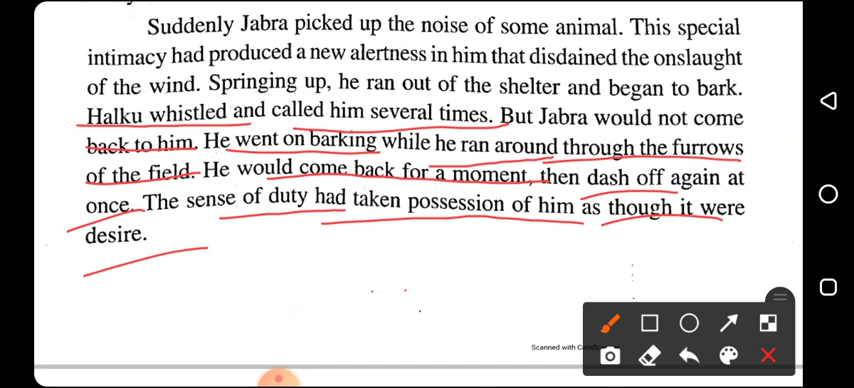 Suddenly Jabra picked up the noise of some animal. This special
intimacy had produced a new alertness in him that disdained the onslaught
of the wind. Springing up, he ran out of the shelter and began to bark.
Halku whistled and called him several times. But Jabra would not come
back to him. He went on barking while he ran around through the furrows
of the field. He would come back for a moment, then dash off again at
once. The sense of duty had taken possession of him as though it were
desire.
Scanned with